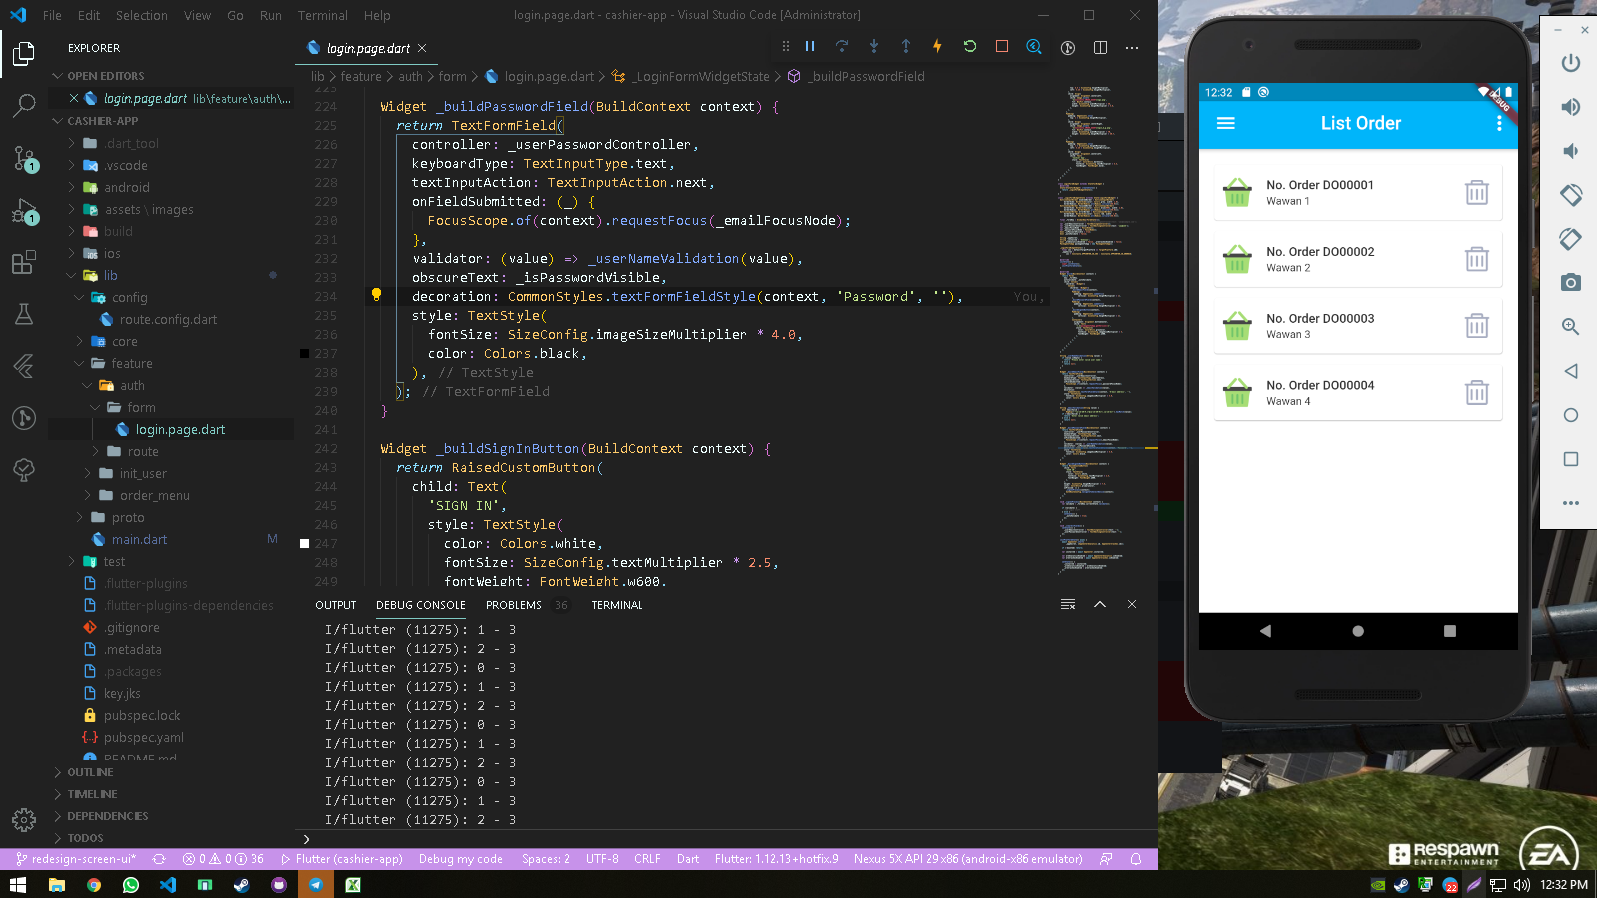 File Edit Selection View Go Run Terminal Help
login.page.dart - cashier-app - Visual Studio Code [Administrator]
EXPLORER
OPEN EDITORS
login.page.dart lib\feature\auth\...
CASHIER-APP
.dart_tool
.vscode
android
assets \ images
build
ios
lib
config
route.config.dart
core
feature
auth
form
login.page.dart
route
init_user
order_menu
proto
main.dart M
test
.flutter-plugins
.flutter-plugins-dependencies
.gitignore
.metadata
.packages
key.jks
pubspec.lock
pubspec.yaml
README.md
OUTLINE
TIMELINE
DEPENDENCIES
TODOS
1
1
login.page.dart
lib > feature > auth > form > login.page.dart > _LoginFormWidgetState > _buildPasswordField
223
224 Widget _buildPasswordField(BuildContext context) {
225 return TextFormField(
226 controller: _userPasswordController,
227 keyboardType: TextInputType.text,
228 textInputAction: TextInputAction.next,
229 onFieldSubmitted: (_) {
230 FocusScope.of(context).requestFocus(_emailFocusNode);
231 },
232 validator: (value) => _userNameValidation(value),
233 obscureText: _isPasswordVisible,
234 decoration: CommonStyles.textFormFieldStyle(context, 'Password', ''), You,
235 style: TextStyle(
236 fontSize: SizeConfig.imageSizeMultiplier * 4.0,
237 color: Colors.black,
238 ), // TextStyle
239 ); // TextFormField
240 }
241
242 Widget _buildSignInButton(BuildContext context) {
243 return RaisedCustomButton(
244 child: Text(
245 'SIGN IN',
246 style: TextStyle(
247 color: Colors.white,
248 fontSize: SizeConfig.textMultiplier * 2.5,
249 fontWeight: FontWeight.w600.
OUTPUT DEBUG CONSOLE PROBLEMS 36 TERMINAL
I/flutter (11275): 1 - 3
I/flutter (11275): 2 - 3
I/flutter (11275): 0 - 3
I/flutter (11275): 1 - 3
I/flutter (11275): 2 - 3
I/flutter (11275): 0 - 3
I/flutter (11275): 1 - 3
I/flutter (11275): 2 - 3
I/flutter (11275): 0 - 3
I/flutter (11275): 1 - 3
I/flutter (11275): 2 - 3
redesign-screen-ui* 0 0 36 Flutter (cashier-app) Debug my code Spaces: 2 UTF-8 CRLF Dart Flutter: 1.12.13+hotfix.9 Nexus 5X API 29 x86 (android-x86 emulator)
12:32
DEBUG
List Order
No. Order DO00001
Wawan 1
No. Order DO00002
Wawan 2
No. Order DO00003
Wawan 3
No. Order DO00004
Wawan 4
RESPAWN
ENTERTAINMENT
EA
22
12:32 PM